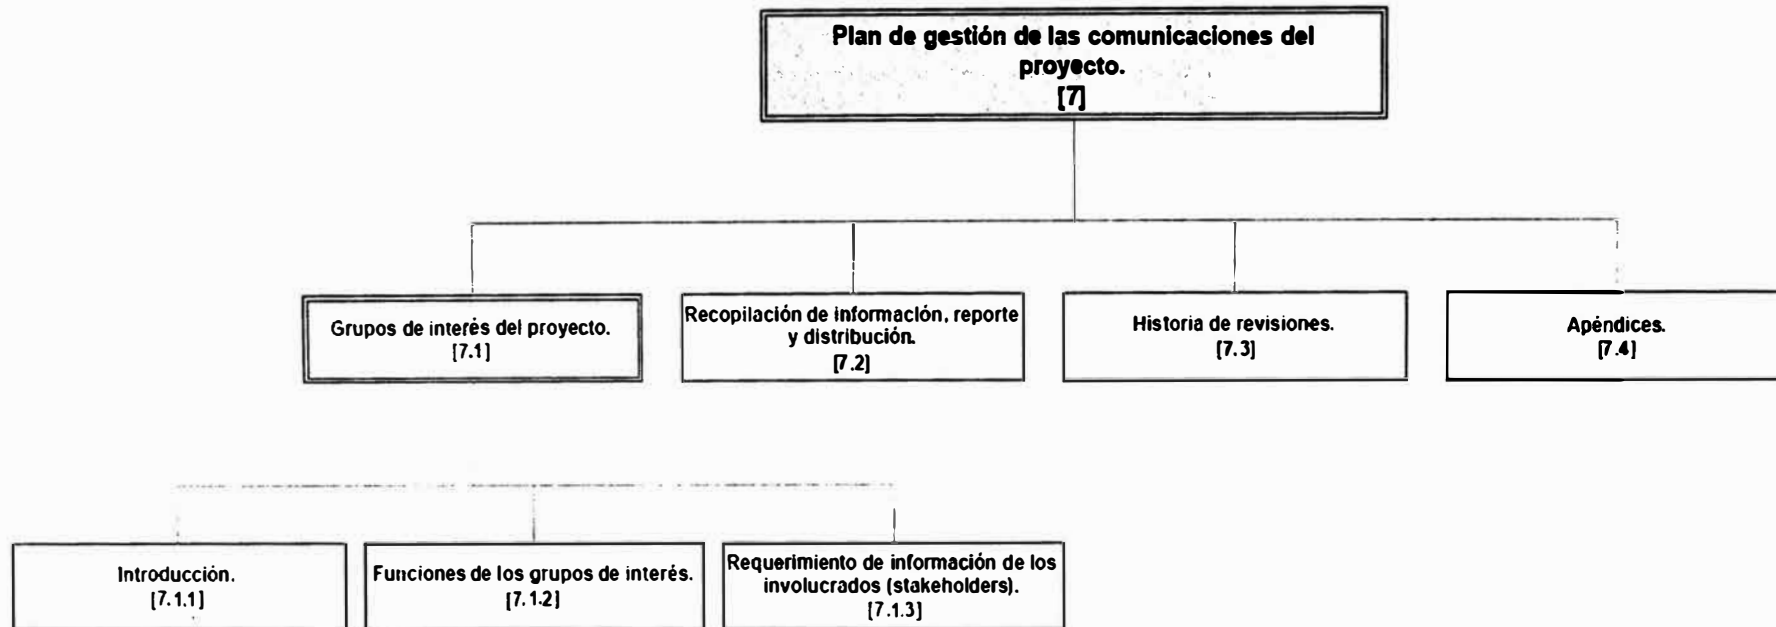 Plan de gestión de las comunicaciones del
proyecto.
[7]
Grupos de interés del proyecto.
[7.1]
Recopilación de información, reporte
y distribución.
[7.2]
Historia de revisiones.
[7.3]
Apéndices.
[7.4]
Introducción.
[7.1.1]
Funciones de los grupos de interés.
[7.1.2]
Requerimiento de información de los
involucrados (stakeholders).
[7.1.3]